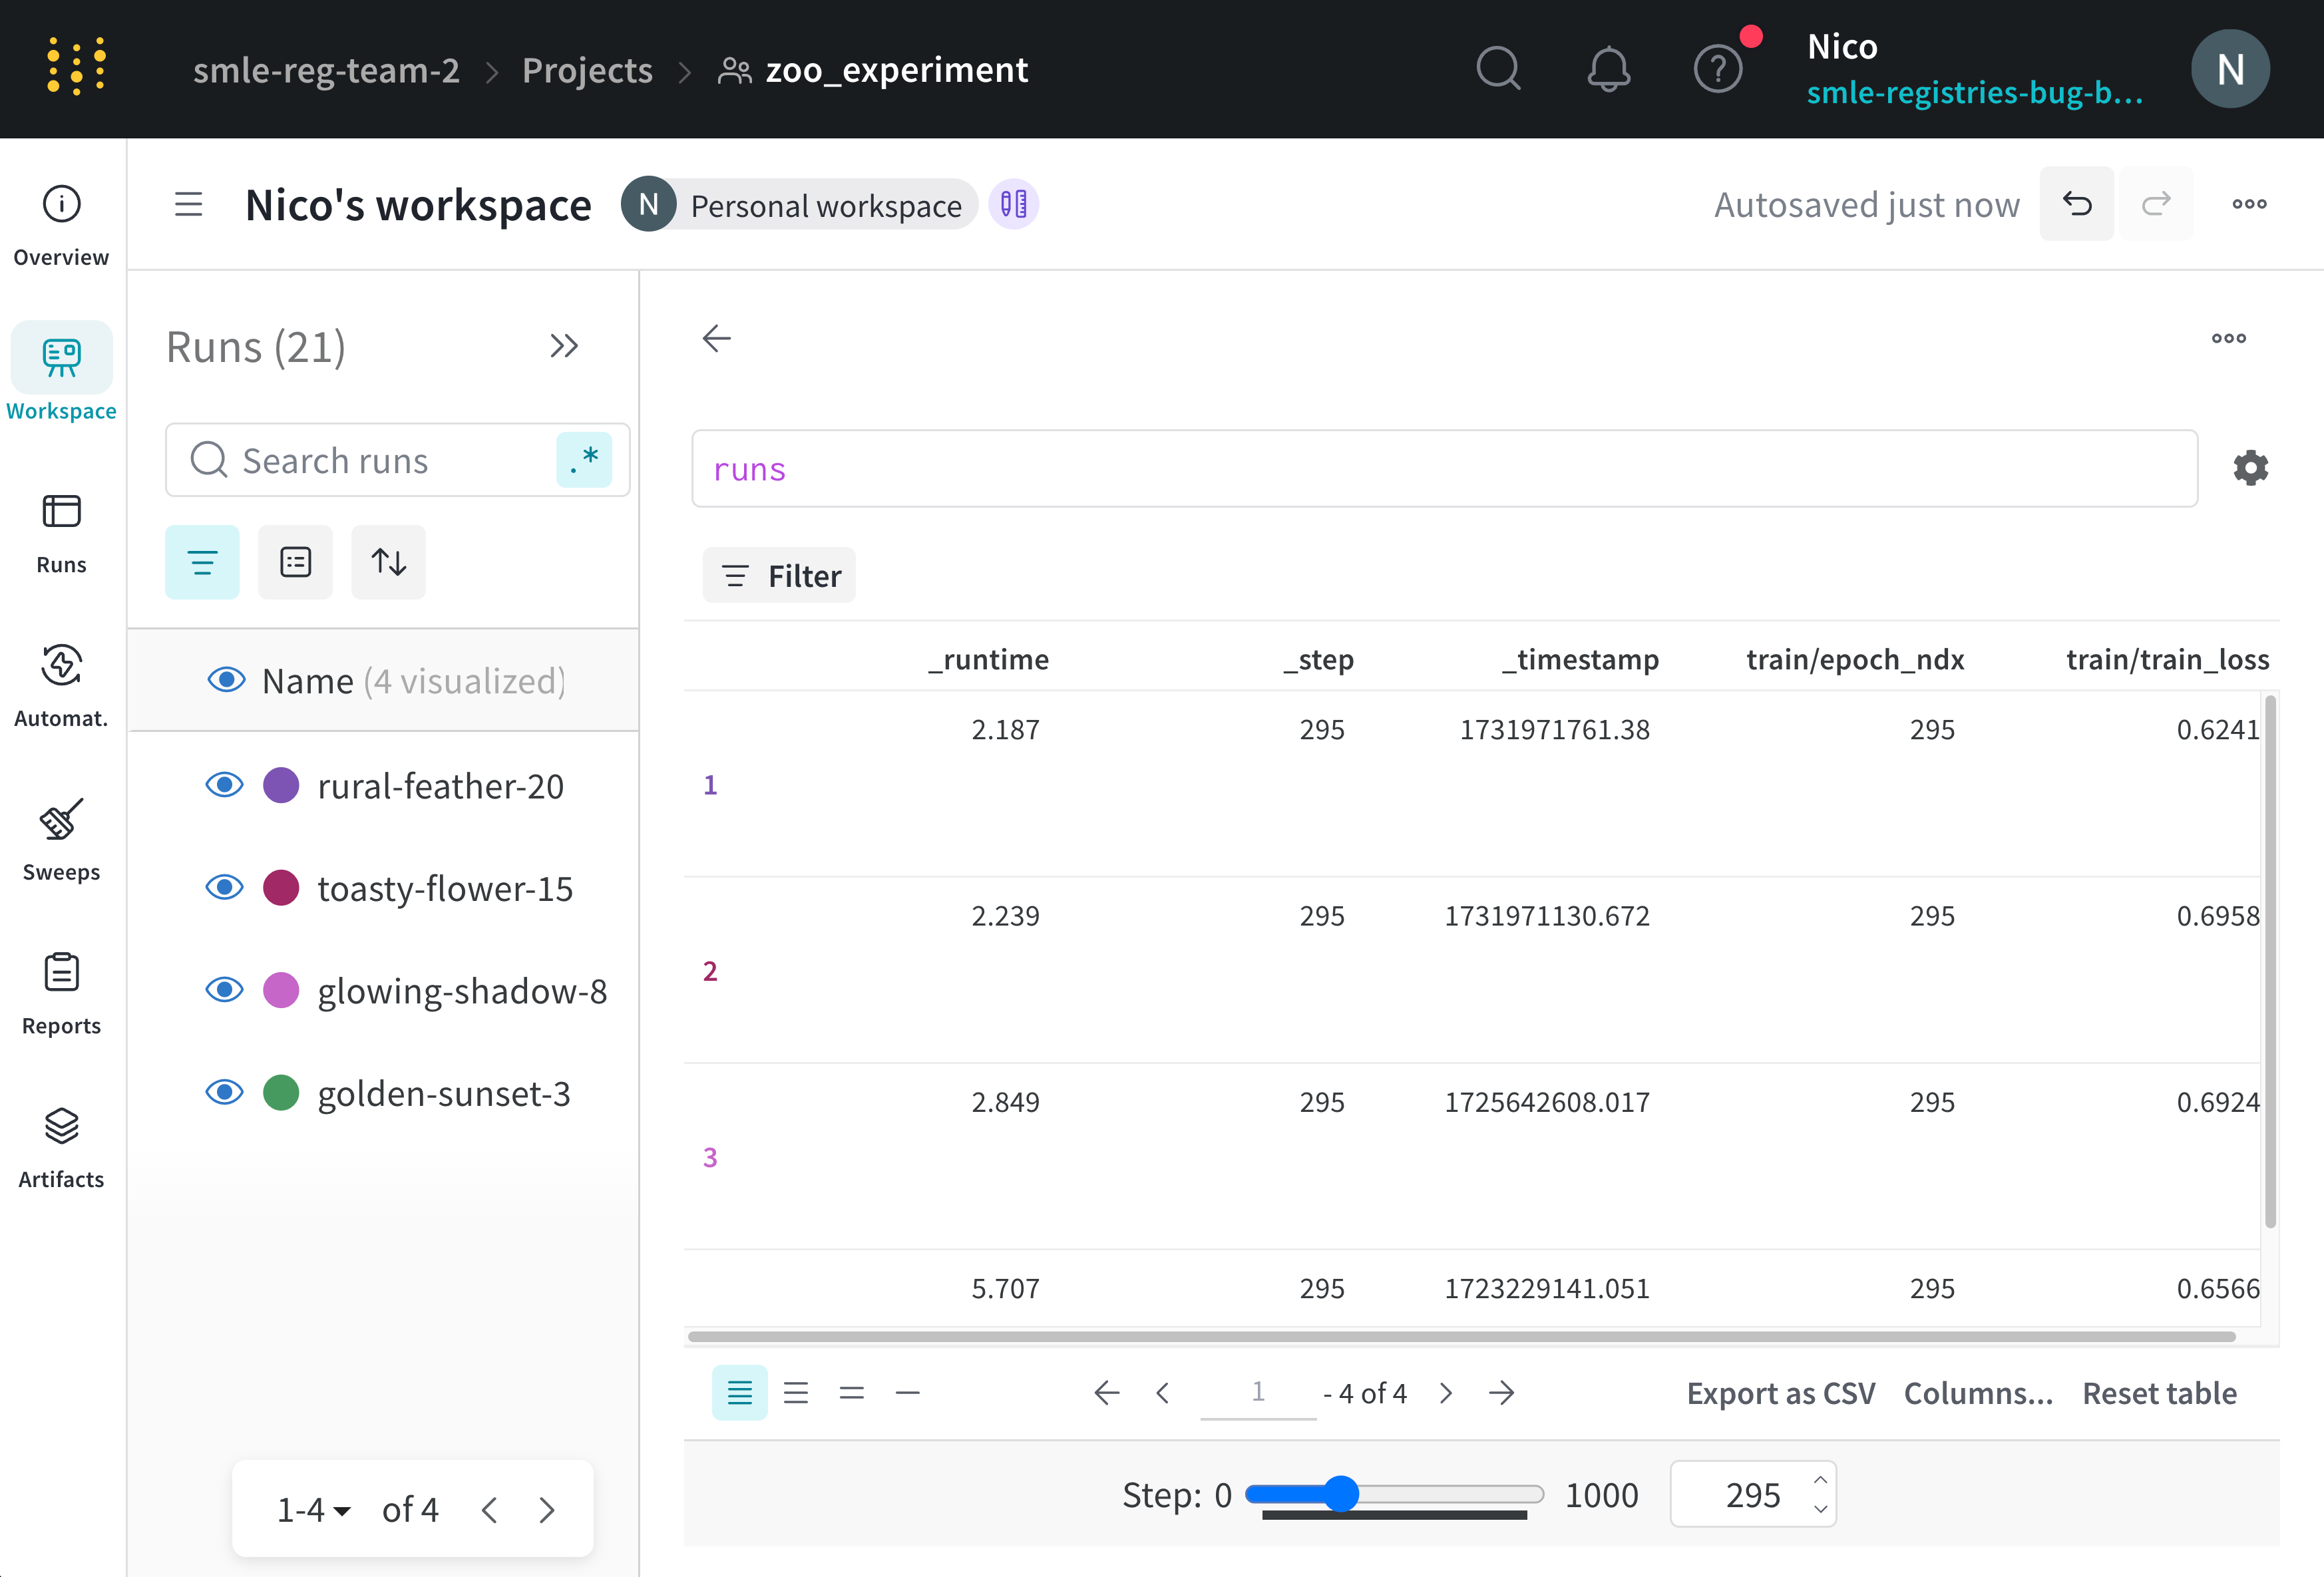 smle-reg-team-2 > Projects > zoo_experiment
Nico
smle-registries-bug-b...
N
Overview
Workspace
Runs
Automat.
Sweeps
Reports
Artifacts
Nico's workspace
N Personal workspace
Autosaved just now
Runs (21)
Search runs .*
Name (4 visualized)
rural-feather-20
toasty-flower-15
glowing-shadow-8
golden-sunset-3
1-4 of 4
runs
Filter
_runtime _step _timestamp train/epoch_ndx train/train_loss
1 2.187 295 1731971761.38 295 0.6241
2 2.239 295 1731971130.672 295 0.6958
3 2.849 295 1725642608.017 295 0.6924
5.707 295 1723229141.051 295 0.6566
1 - 4 of 4
Export as CSV Columns... Reset table
Step: 0 1000 295